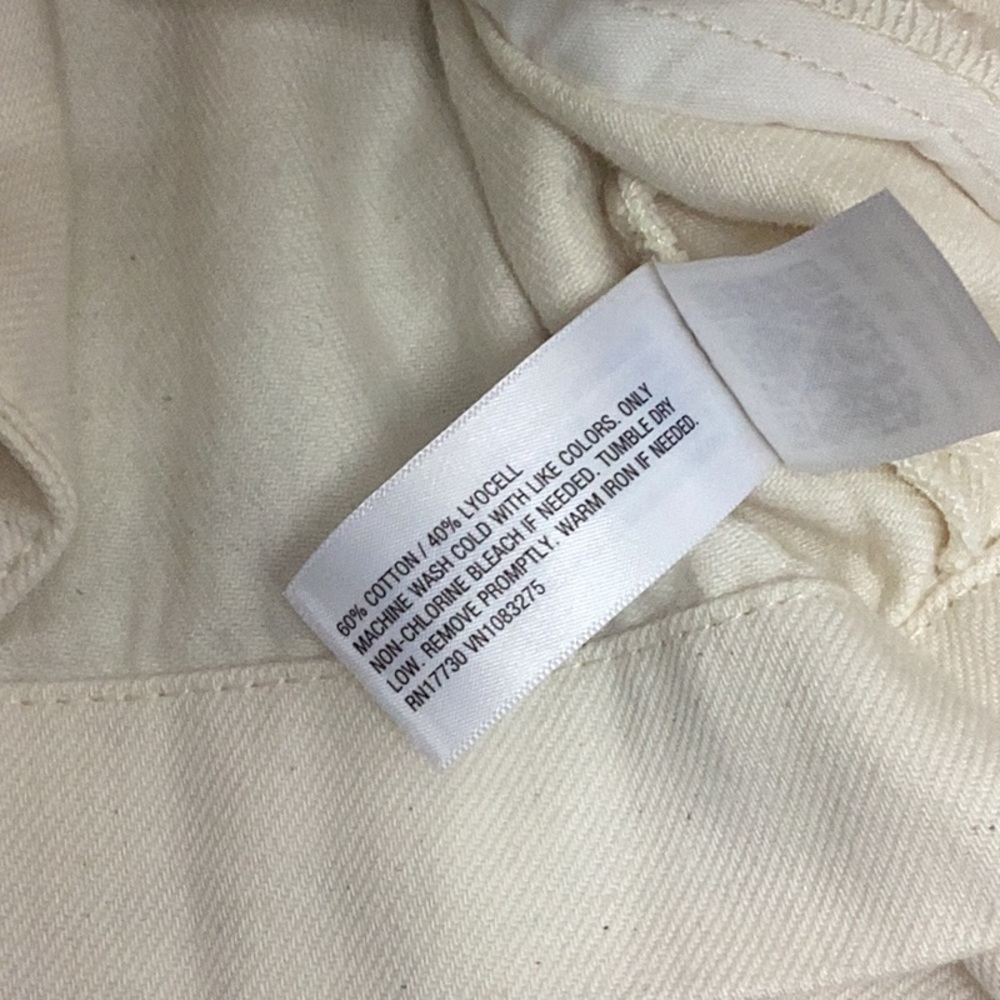 60% COTTON / 40% LYOCELL
MACHINE WASH COLD WITH LIKE COLORS. ONLY
NON-CHLORINE BLEACH IF NEEDED. TUMBLE DRY
LOW. REMOVE PROMPTLY. WARM IRON IF NEEDED.
RN17730 VN1083275